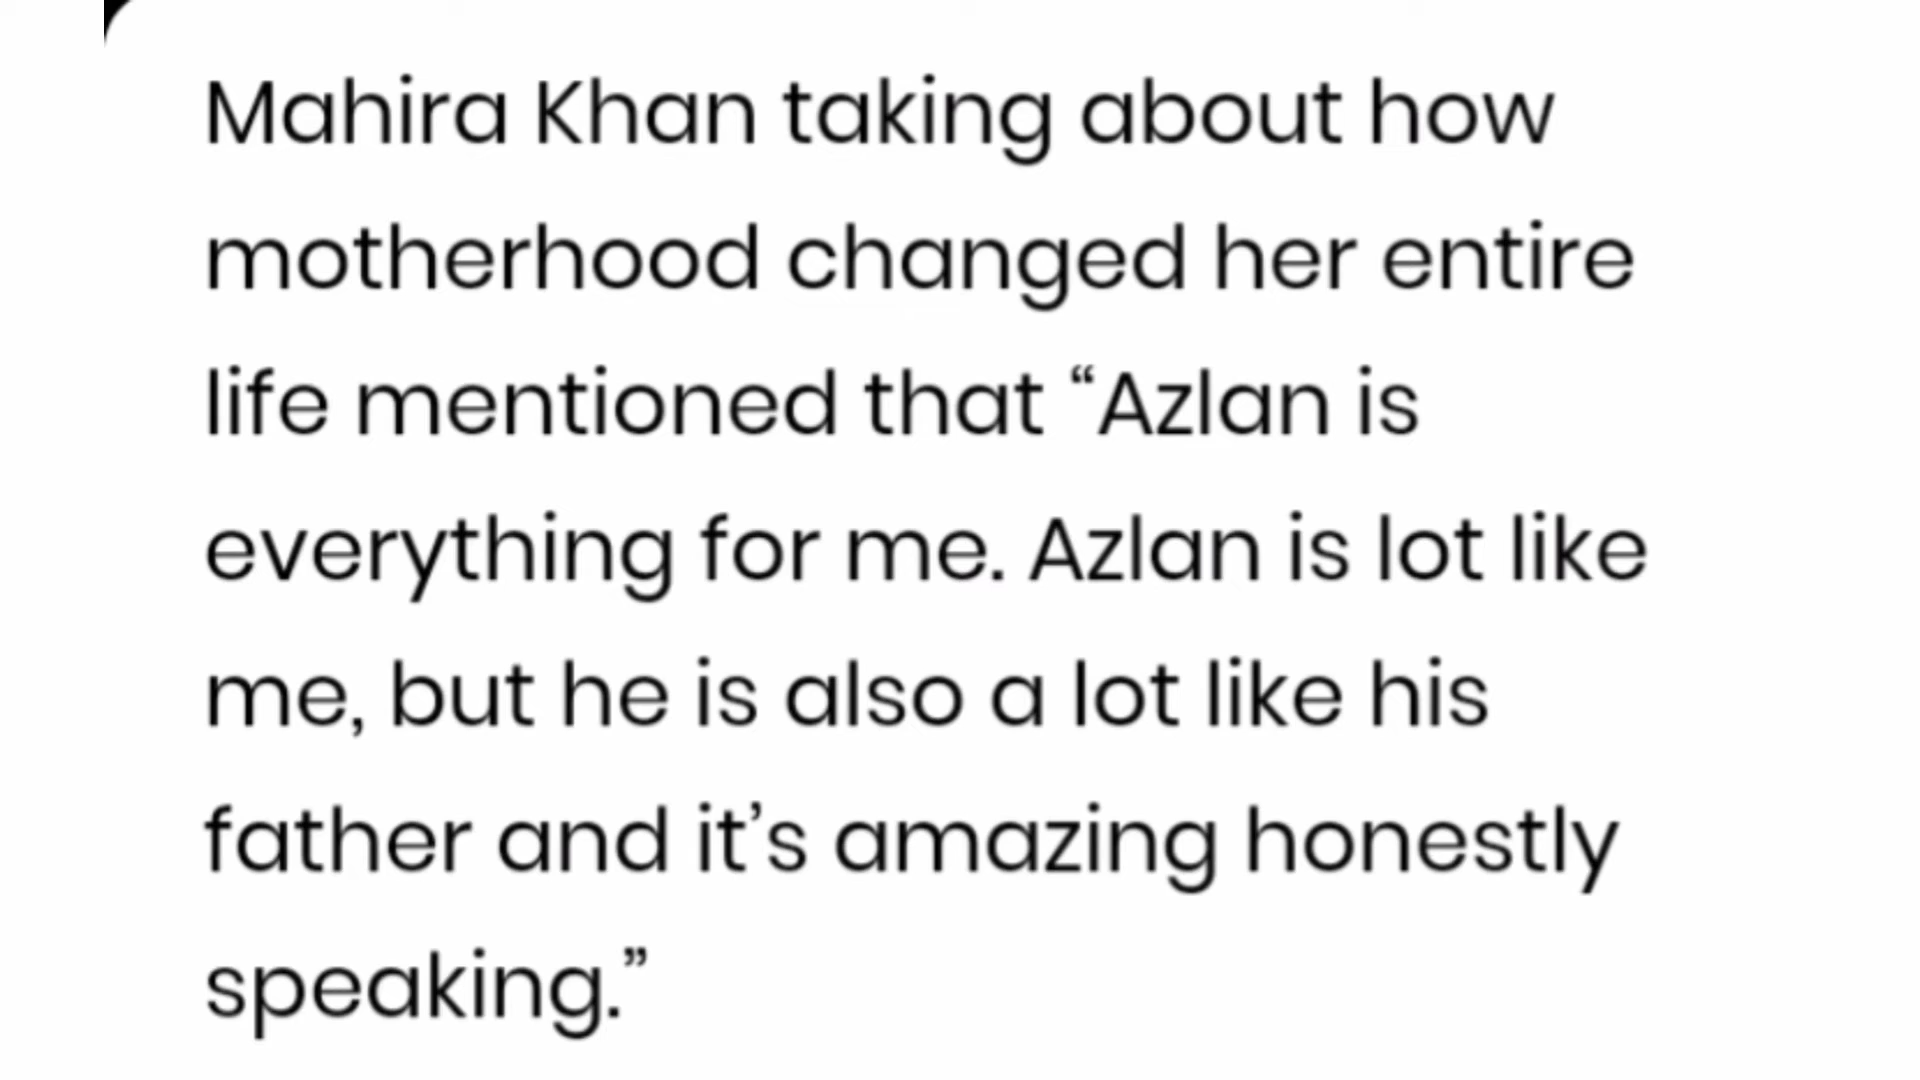 Mahira Khan taking about how
motherhood changed her entire
life mentioned that “Azlan is
everything for me. Azlan is lot like
me, but he is also a lot like his
father and it’s amazing honestly
speaking.”